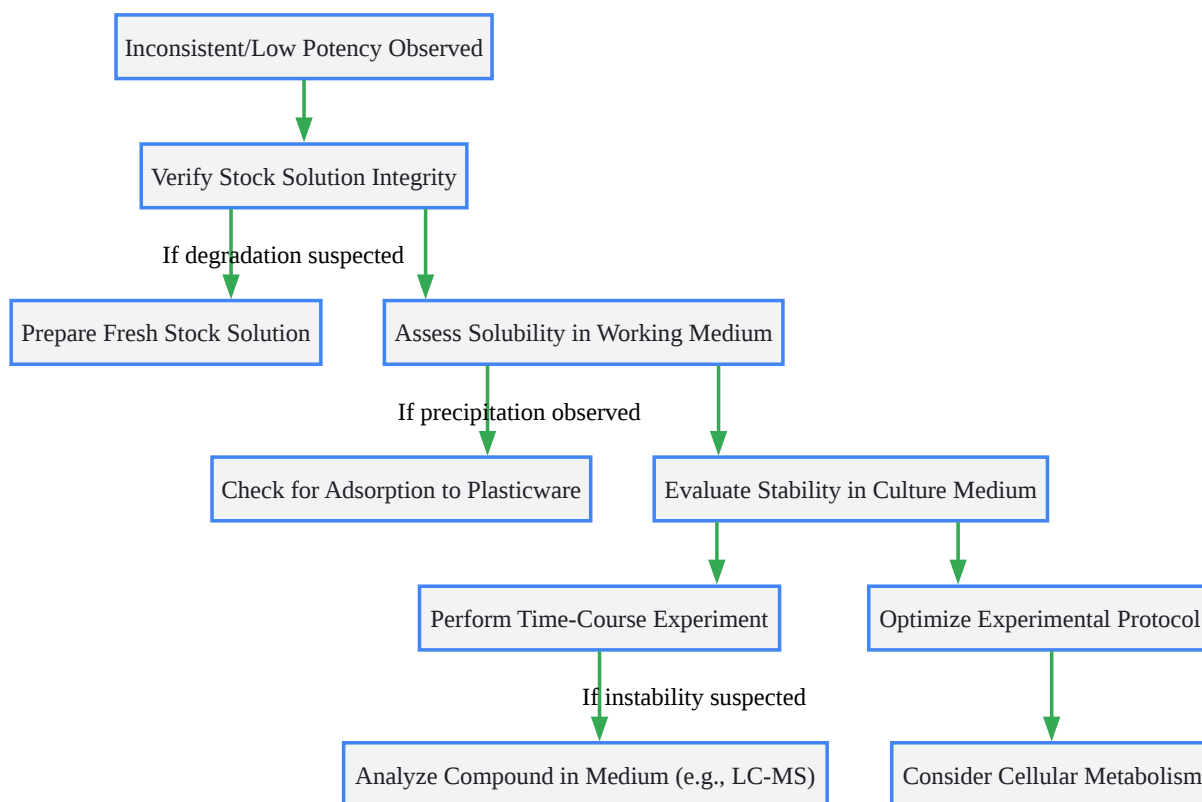 Inconsistent/Low Potency Observed
Verify Stock Solution Integrity
If degradation suspected
Prepare Fresh Stock Solution
Assess Solubility in Working Medium
If precipitation observed
Check for Adsorption to Plasticware
Evaluate Stability in Culture Medium
Perform Time-Course Experiment
Optimize Experimental Protocol
If instability suspected
Analyze Compound in Medium (e.g., LC-MS)
Consider Cellular Metabolism